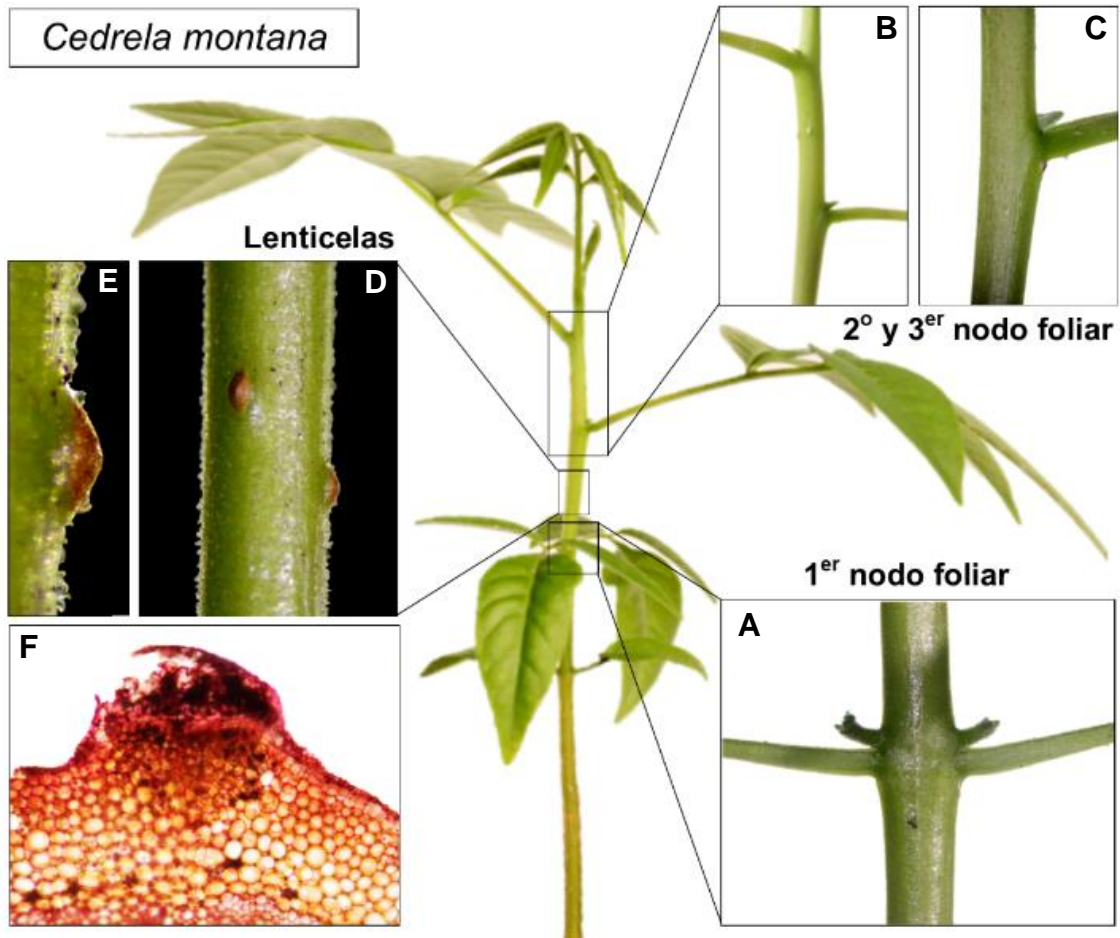 Cedrela montana
B
C
Lenticelas
E
D
2º y 3er nodo foliar
1er nodo foliar
A
F